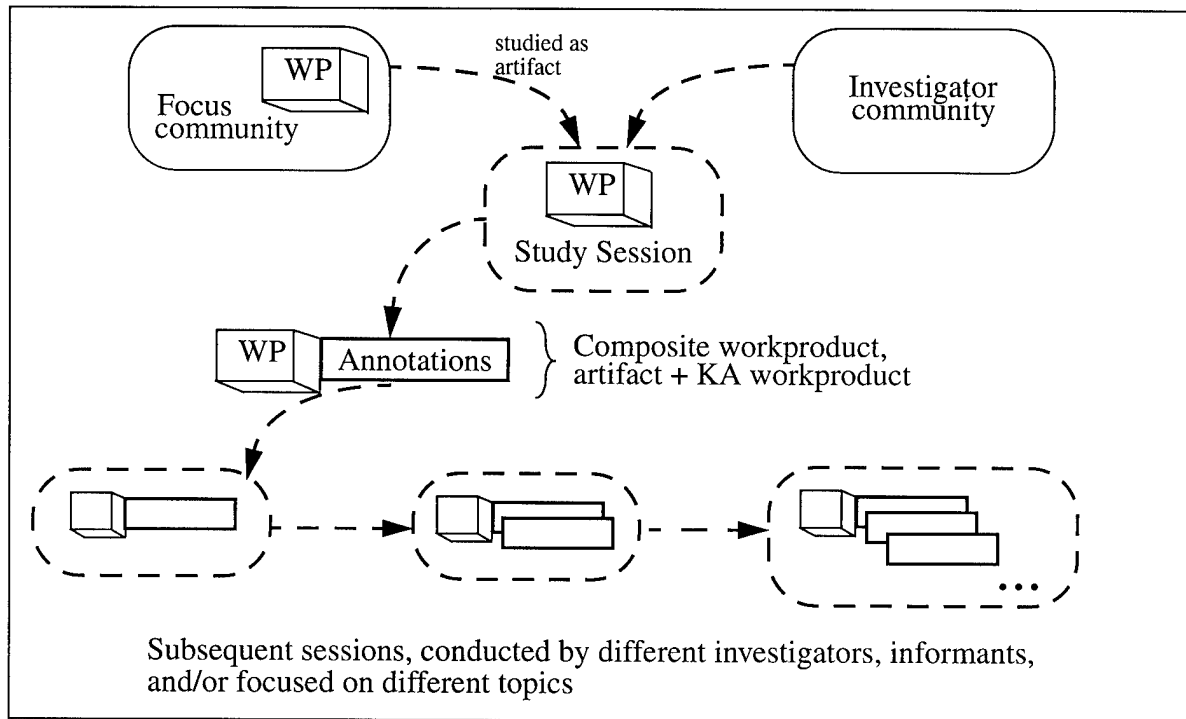 WP
Focus
community
studied as
artifact
Investigator
community
WP
Study Session
WP
Annotations
Composite workproduct,
artifact + KA workproduct
...
Subsequent sessions, conducted by different investigators, informants,
and/or focused on different topics